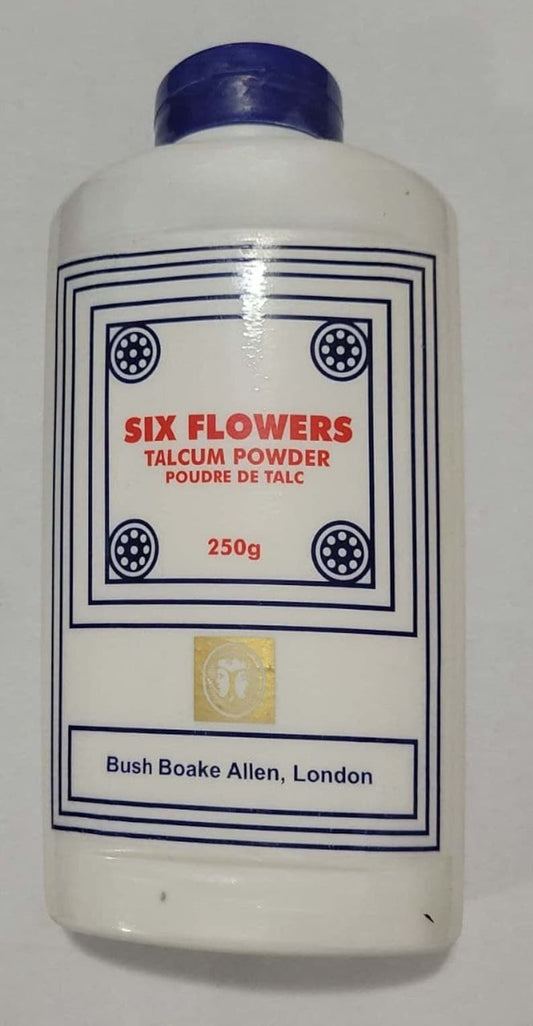 SIX FLOWERS
TALCUM POWDER
POUDRE DE TALC
250g
Bush Boake Allen, London